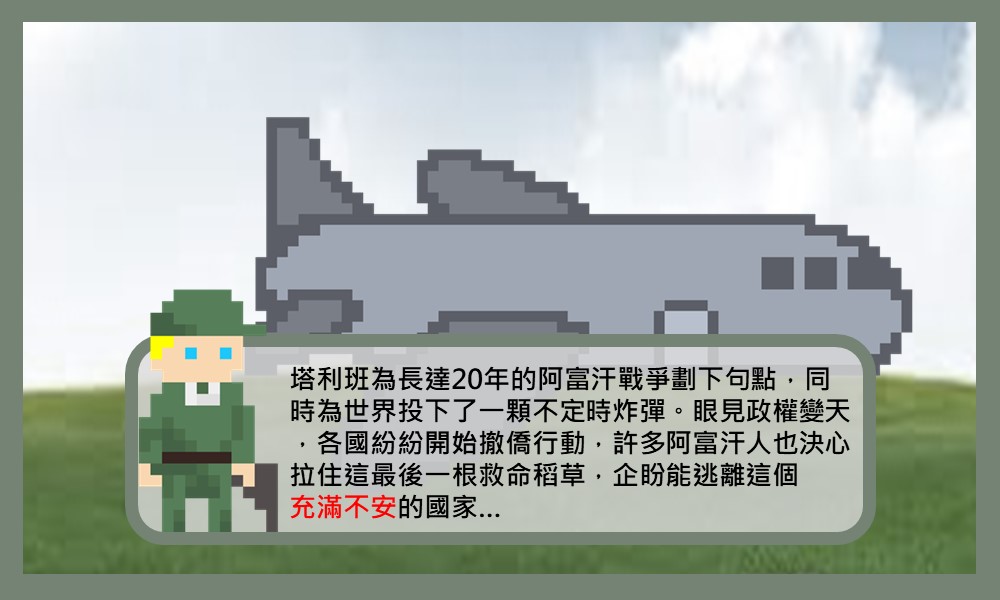 塔利班為長達20年的阿富汗戰爭劃下句點，同
時為世界投下了一顆不定時炸彈。眼見政權變天
，各國紛紛開始撤僑行動，許多阿富汗人也決心
拉住這最後一根救命稻草，企盼能逃離這個
充滿不安的國家...